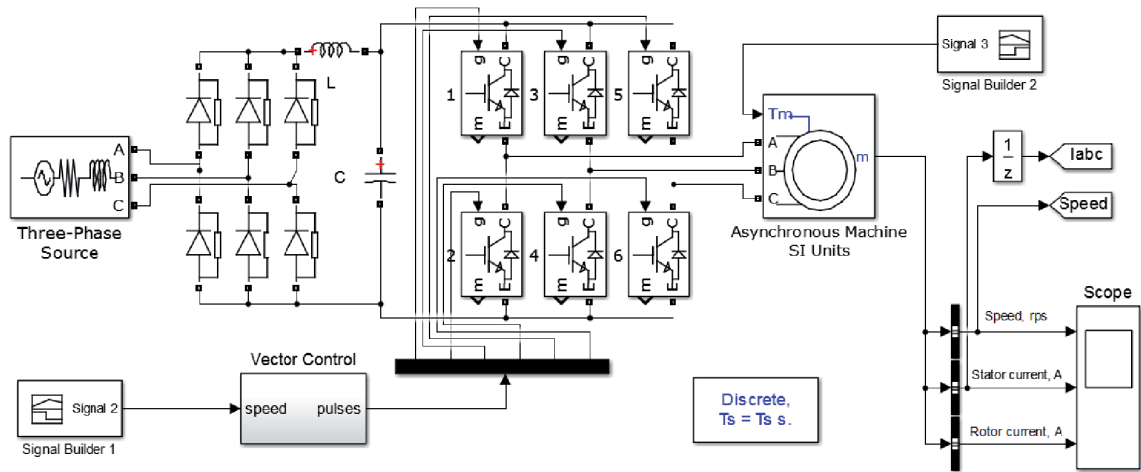 Signal 3
Signal Builder 2
L
g
C
m
E
1
g
C
m
E
3
g
C
m
E
5
Tm
A
B
C
m
Asynchronous Machine
SI Units
1
z
Iabc
Speed
A
B
C
Three-Phase
Source
C
g
C
m
E
2
g
C
m
E
4
g
C
m
E
6
Scope
Speed, rps
Stator current, A
Rotor current, A
Vector Control
speed
pulses
Signal 2
Signal Builder 1
Discrete,
Ts = Ts s.